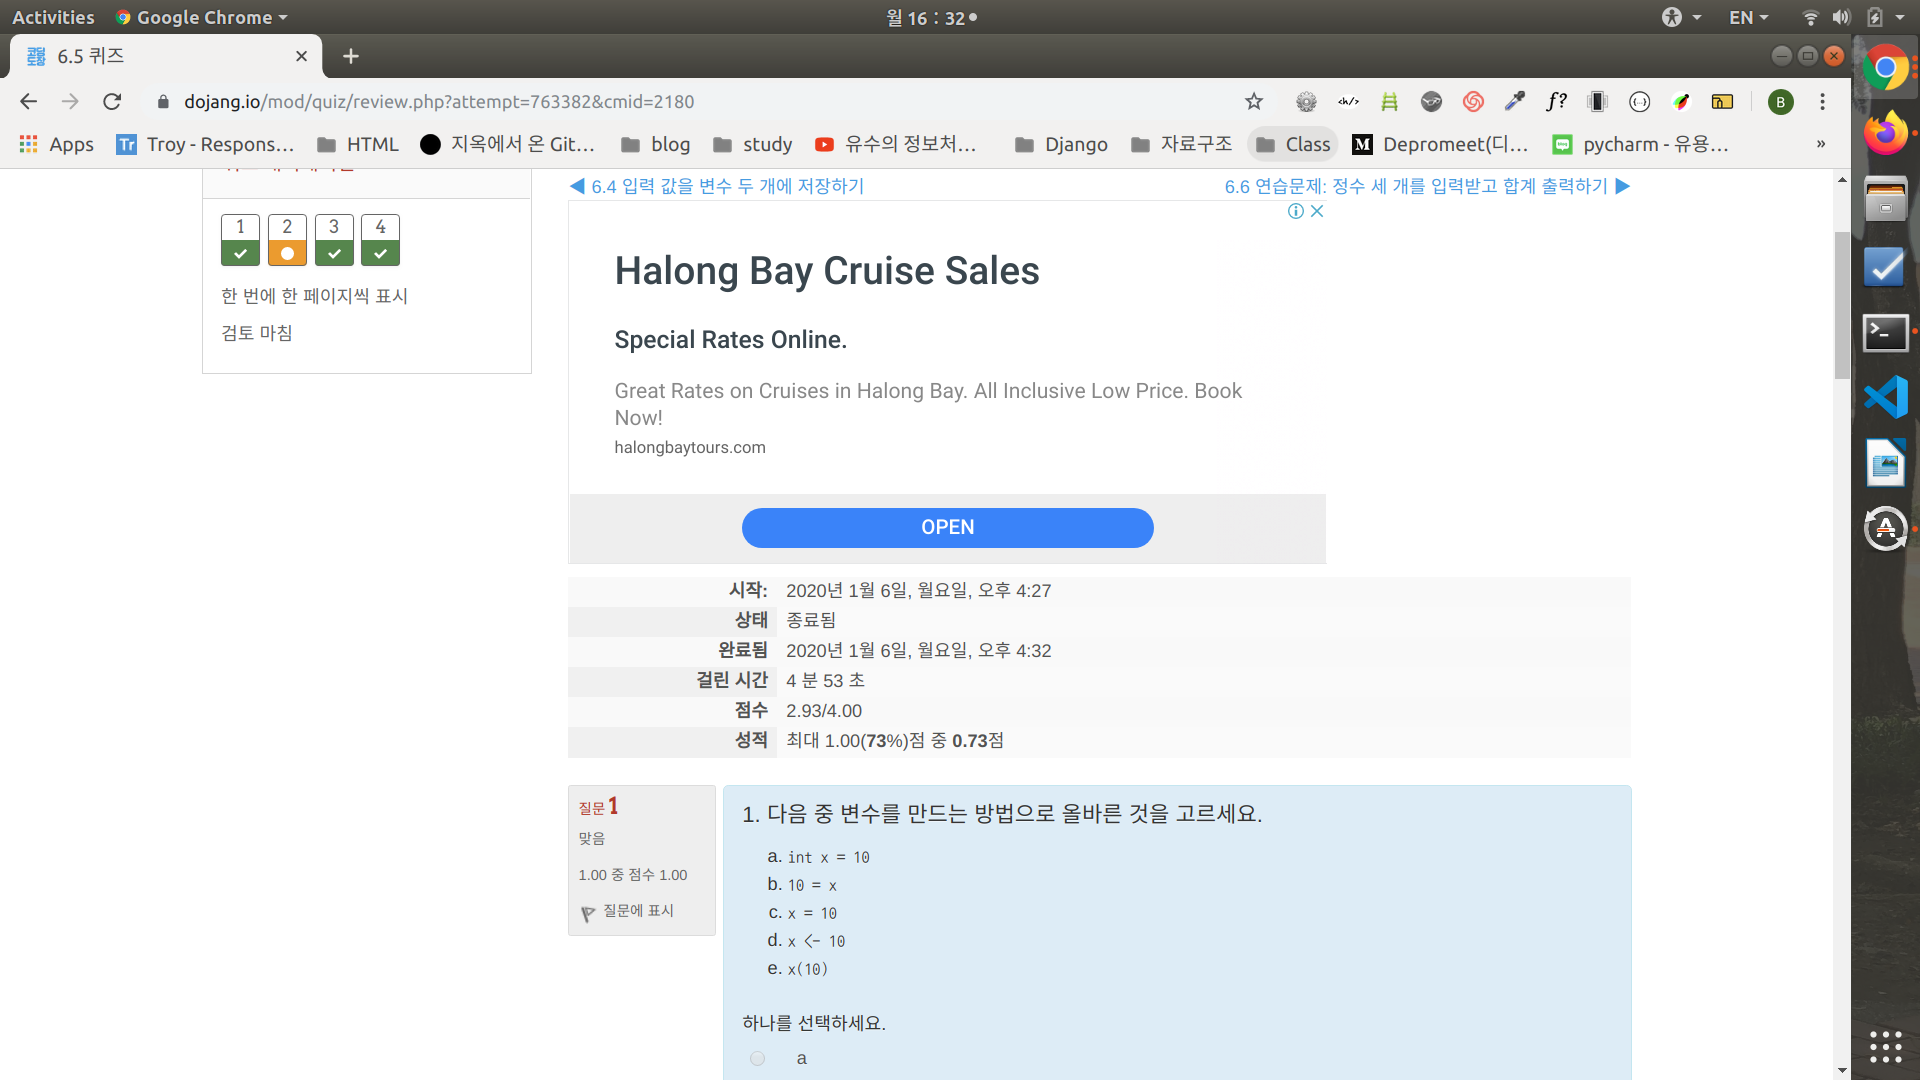 Activities
Google Chrome
월 16 : 32
EN
6.5 퀴즈
dojang.io/mod/quiz/review.php?attempt=763382&cmid=2180
f?
B
Apps
Troy - Respons...
HTML
지옥에서 온 Git...
blog
study
유수의 정보처...
Django
자료구조
Class
Depromeet(디...
pycharm - 유용...
»
◀ 6.4 입력 값을 변수 두 개에 저장하기
6.6 연습문제: 정수 세 개를 입력받고 합계 출력하기 ▶
1
2
3
4
한 번에 한 페이지씩 표시
검토 마침
Halong Bay Cruise Sales
Special Rates Online.
Great Rates on Cruises in Halong Bay. All Inclusive Low Price. Book
Now!
halongbaytours.com
OPEN
시작: 2020년 1월 6일, 월요일, 오후 4:27
상태 종료됨
완료됨 2020년 1월 6일, 월요일, 오후 4:32
걸린 시간 4 분 53 초
점수 2.93/4.00
성적 최대 1.00(73%)점 중 0.73점
질문 1
맞음
1.00 중 점수 1.00
질문에 표시
1. 다음 중 변수를 만드는 방법으로 올바른 것을 고르세요.
a. int x = 10
b. 10 = x
c. x = 10
d. x <- 10
e. x(10)
하나를 선택하세요.
a